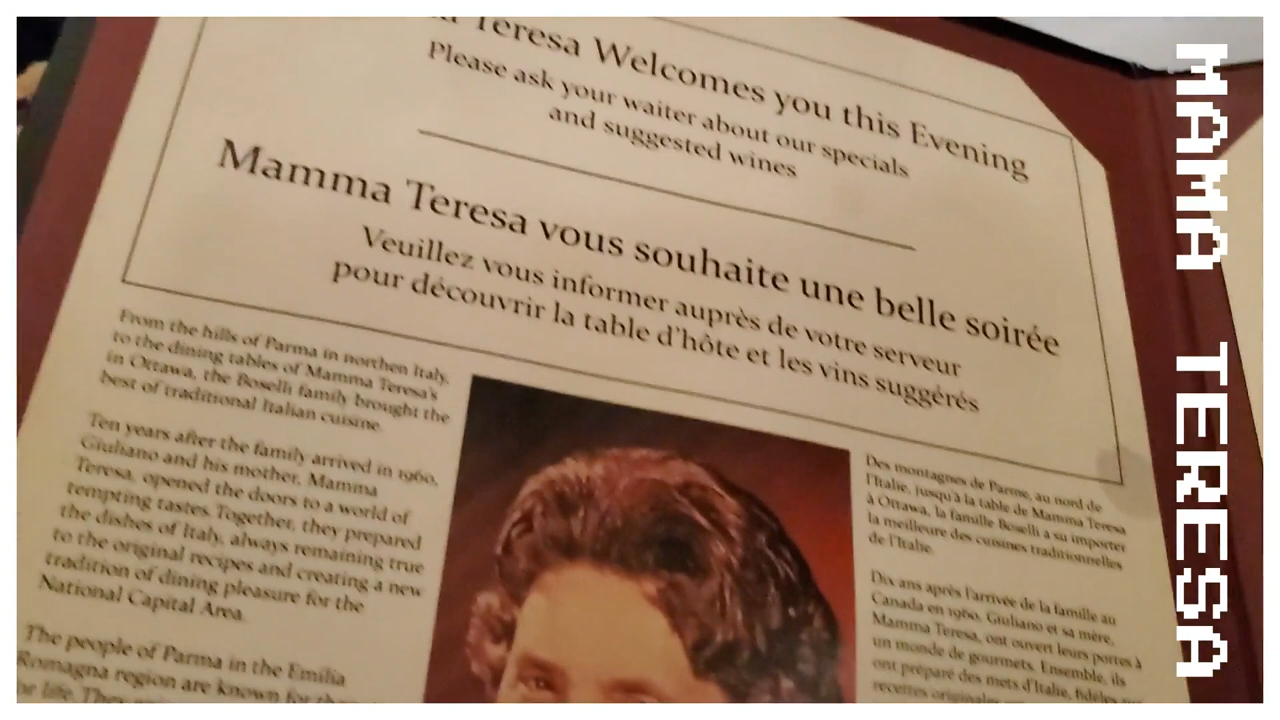 Teresa Welcomes you this Evening
Please ask your waiter about our specials
and suggested wines
Mamma Teresa vous souhaite une belle soirée
Veuillez vous informer auprès de votre serveur
pour découvrir la table d'hôte et les vins suggérés
From the hills of Parma in northen Italy,
to the dining tables of Mamma Teresa's
in Ottawa, the Boselli family brought the
best of traditional Italian cuisine.
Ten years after the family arrived in 1960,
Giuliano and his mother, Mamma
Teresa, opened the doors to a world of
tempting tastes. Together, they prepared
the dishes of Italy, always remaining true
to the original recipes and creating a new
tradition of dining pleasure for the
National Capital Area.
The people of Parma in the Emilia
Romagna region are known for
for life. They
Des montagnes de Parme, au nord de
l'Italie, jusqu'à la table de Mamma Teresa
à Ottawa, la famille Boselli a su importer
la meilleure des cuisines traditionnelles
de l'Italie.
Dix ans après l'arrivée de la famille au
Canada en 1960, Giuliano et sa mère,
Mamma Teresa, ont ouvert leurs portes à
un monde de gourmets. Ensemble, ils
ont préparé des mets d'Italie, fidèles
recettes
MAMA TERESA